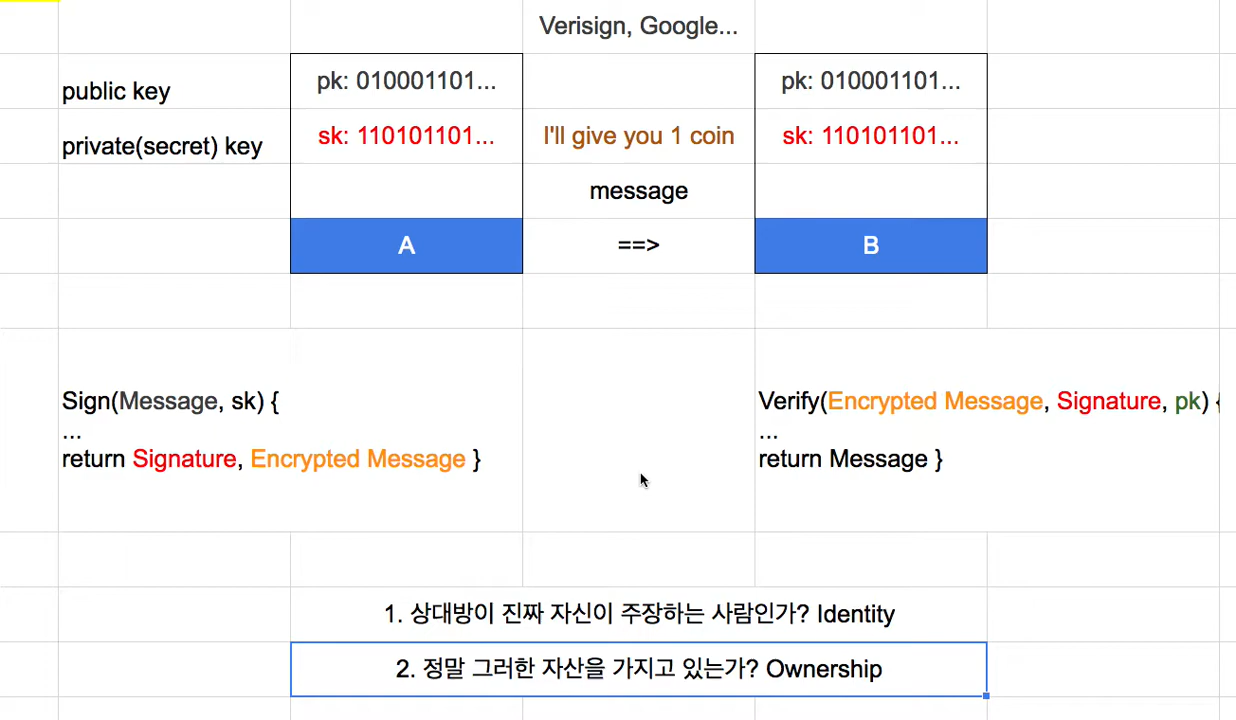 Verisign, Google...
public key
pk: 010001101...
pk: 010001101...
private(secret) key
sk: 110101101...
I'll give you 1 coin
sk: 110101101...
message
A
==>
B
Sign(Message, sk) {
...
return Signature, Encrypted Message }
Verify(Encrypted Message, Signature, pk) {
...
return Message }
1. 상대방이 진짜 자신이 주장하는 사람인가? Identity
2. 정말 그러한 자산을 가지고 있는가? Ownership